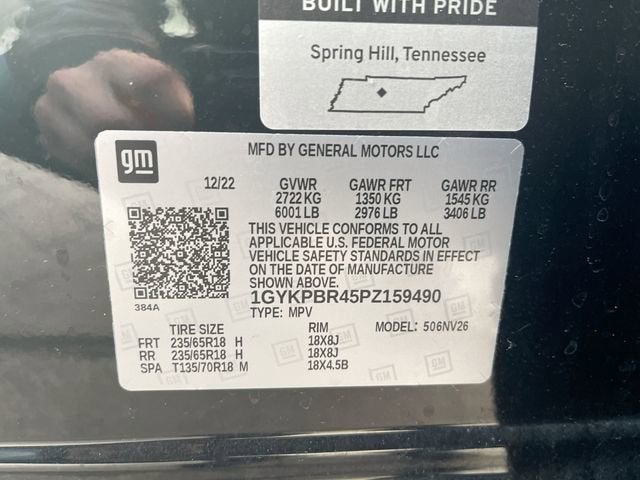 BUILT WITH PRIDE
Spring Hill, Tennessee
gm
MFD BY GENERAL MOTORS LLC
12/22 GVWR GAWR FRT GAWR RR
2722 KG 1350 KG 1545 KG
6001 LB 2976 LB 3406 LB
THIS VEHICLE CONFORMS TO ALL
APPLICABLE U.S. FEDERAL MOTOR
VEHICLE SAFETY STANDARDS IN EFFECT
ON THE DATE OF MANUFACTURE
SHOWN ABOVE.
384A
1GYKPBR45PZ159490
TYPE: MPV MODEL: 506NV26
TIRE SIZE RIM
FRT 235/65R18 H 18X8J
RR 235/65R18 H 18X8J
SPA T135/70R18 M 18X4.5B